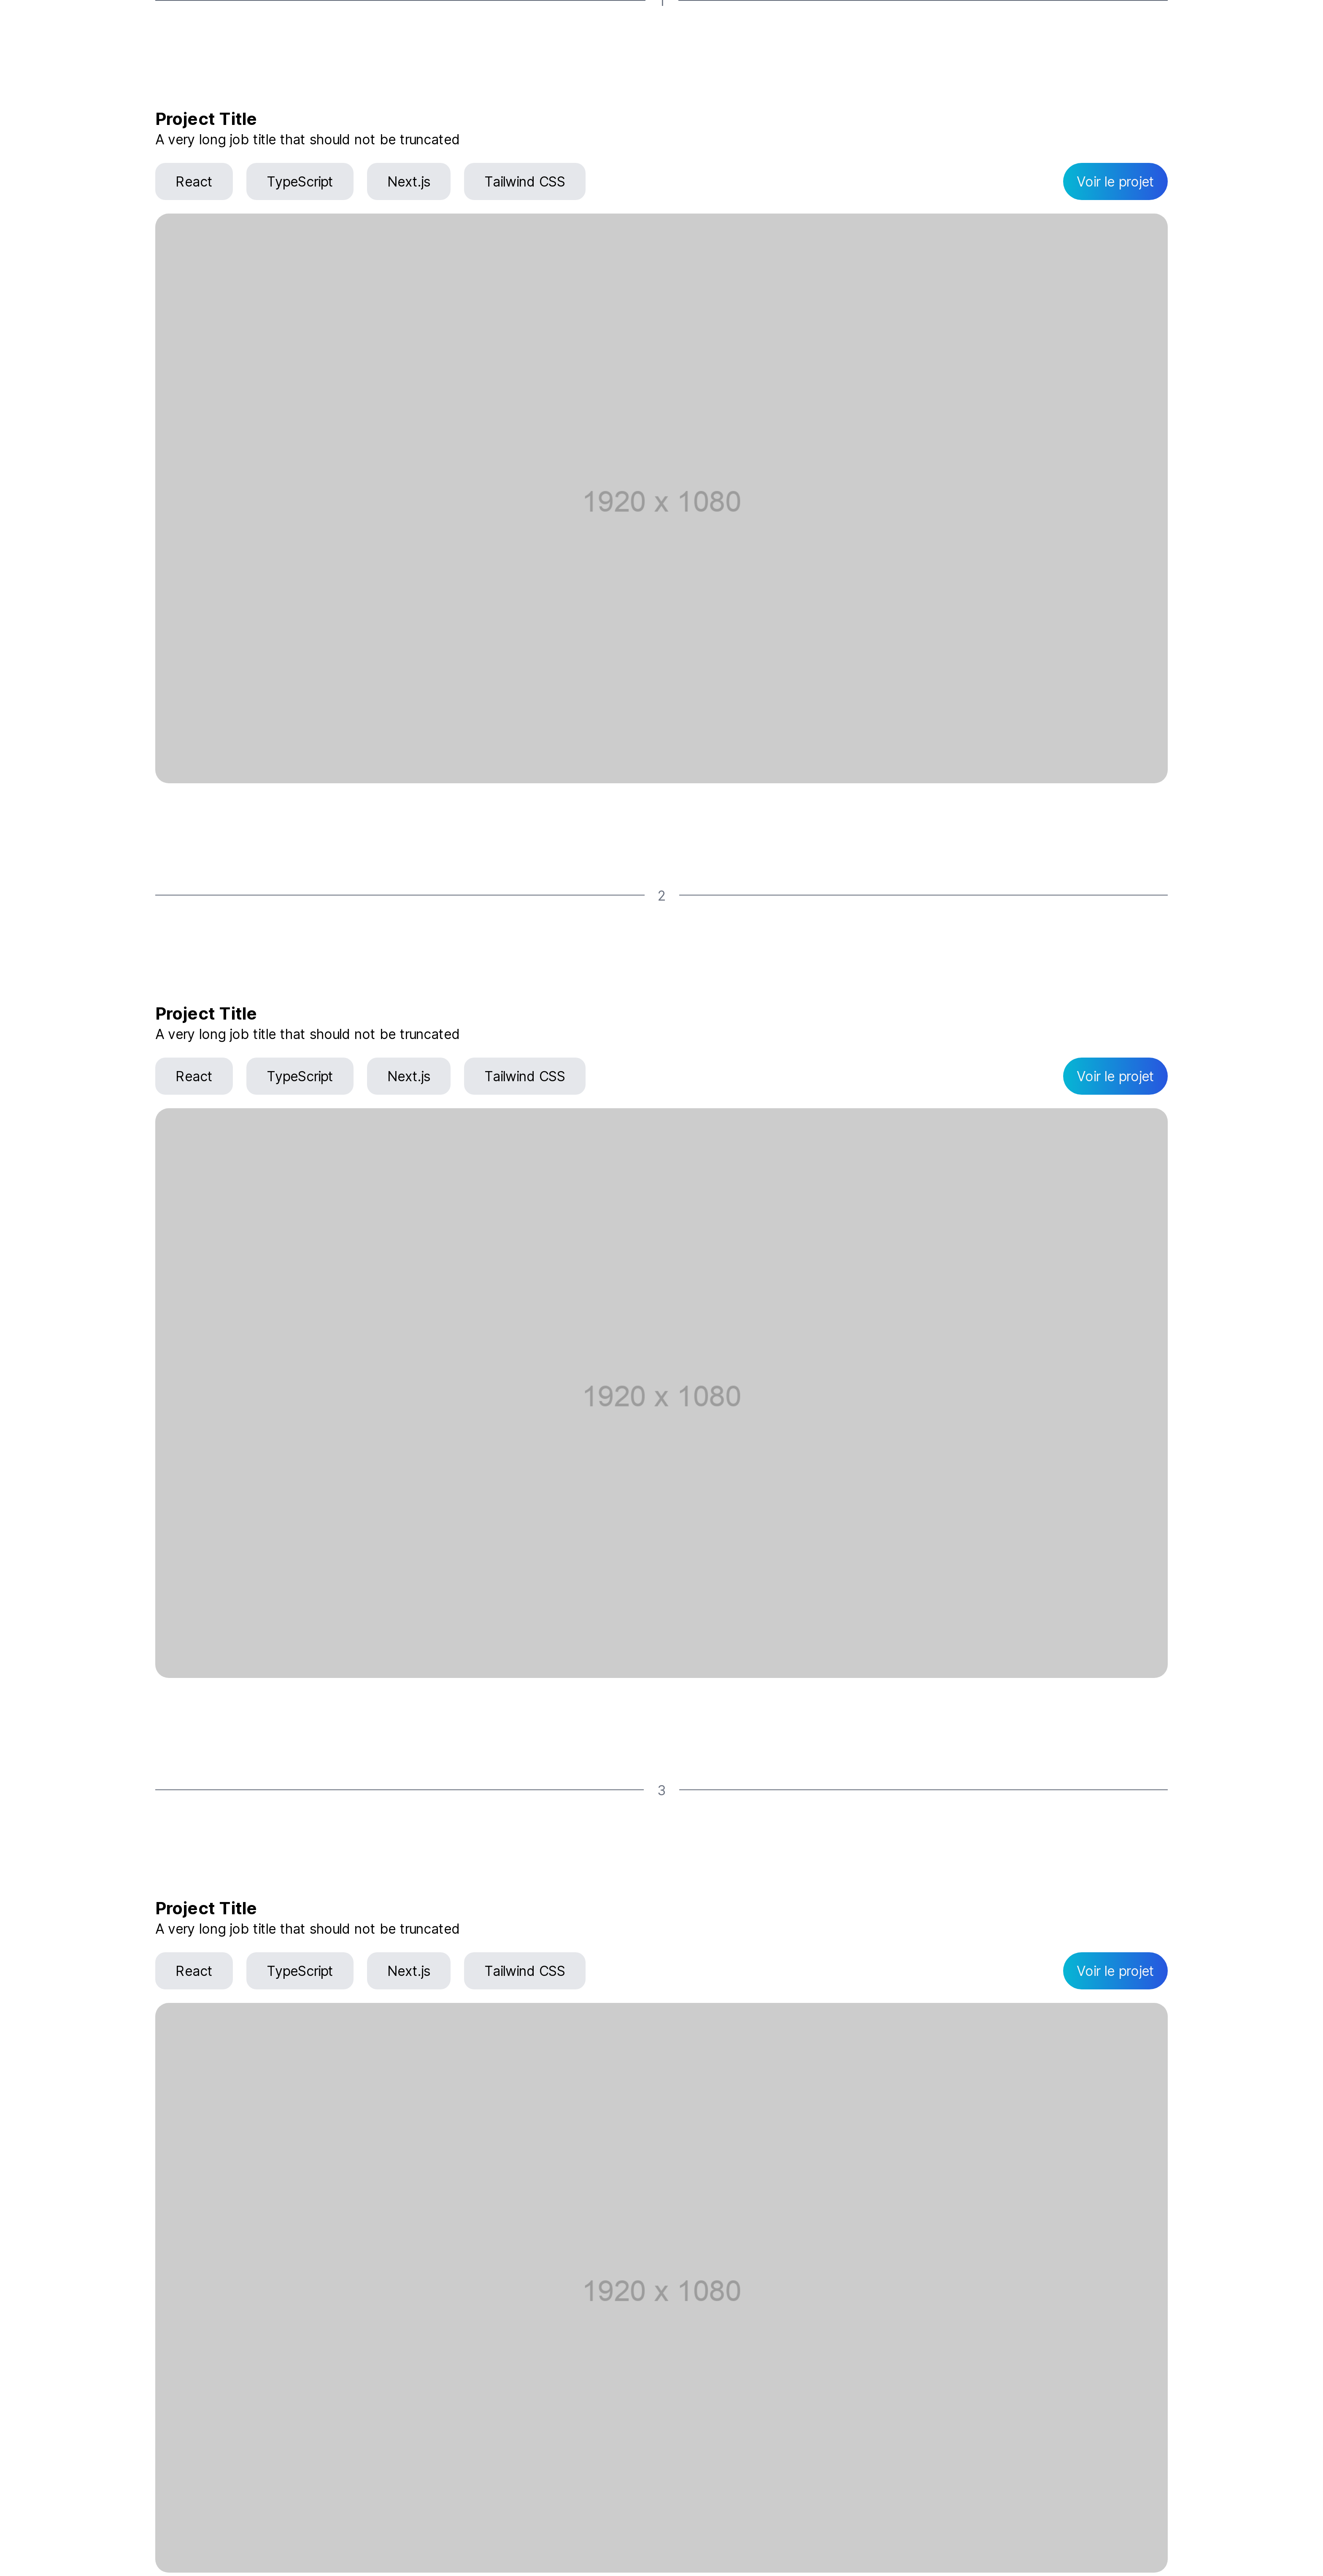 Project Title
A very long job title that should not be truncated
React TypeScript Next.js Tailwind CSS Voir le projet
1920 x 1080
2
Project Title
A very long job title that should not be truncated
React TypeScript Next.js Tailwind CSS Voir le projet
1920 x 1080
3
Project Title
A very long job title that should not be truncated
React TypeScript Next.js Tailwind CSS Voir le projet
1920 x 1080